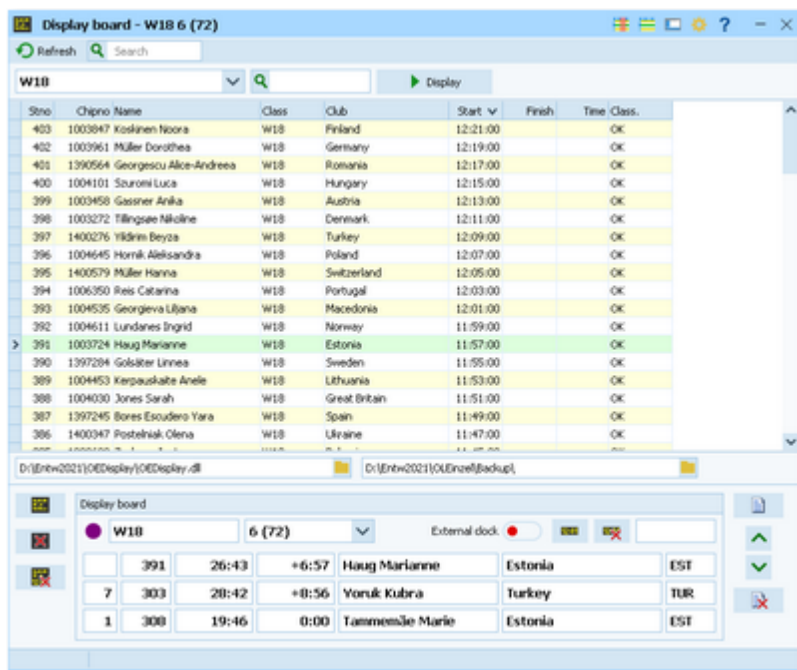 Display board - W18 6 (72)
Refresh Search
W18 Display
Stno Chipno Name Class Club Start Finish Time Class.
403 1003847 Koskinen Noora W18 Finland 12:21:00 OK
402 1003961 Müller Dorothea W18 Germany 12:19:00 OK
401 1390564 Georgescu Alice-Andreea W18 Romania 12:17:00 OK
400 1004101 Szuromi Luca W18 Hungary 12:15:00 OK
399 1003458 Gassner Anika W18 Austria 12:13:00 OK
398 1003272 Tillingsøe Nikoline W18 Denmark 12:11:00 OK
397 1400276 Yildirim Beyza W18 Turkey 12:09:00 OK
396 1004645 Hornik Aleksandra W18 Poland 12:07:00 OK
395 1400579 Müller Hanna W18 Switzerland 12:05:00 OK
394 1006350 Reis Catarina W18 Portugal 12:03:00 OK
393 1004535 Georgieva Liljana W18 Macedonia 12:01:00 OK
392 1004611 Lundanes Ingrid W18 Norway 11:59:00 OK
391 1003724 Haug Marianne W18 Estonia 11:57:00 OK
390 1397284 Golsäter Linnea W18 Sweden 11:55:00 OK
389 1004453 Kerpauskaite Anele W18 Lithuania 11:53:00 OK
388 1004030 Jones Sarah W18 Great Britain 11:51:00 OK
387 1397245 Bores Escudero Yara W18 Spain 11:49:00 OK
386 1400347 Postelniak Olena W18 Ukraine 11:47:00 OK
D:\Entw2021\OEDisplay\OEDisplay.dll D:\Entw2021\OLEinzel\Backup\
Display board
W18 6 (72) External clock
391 26:43 +6:57 Haug Marianne Estonia EST
7 303 28:42 +8:56 Yoruk Kubra Turkey TUR
1 308 19:46 0:00 Tammemäe Marie Estonia EST